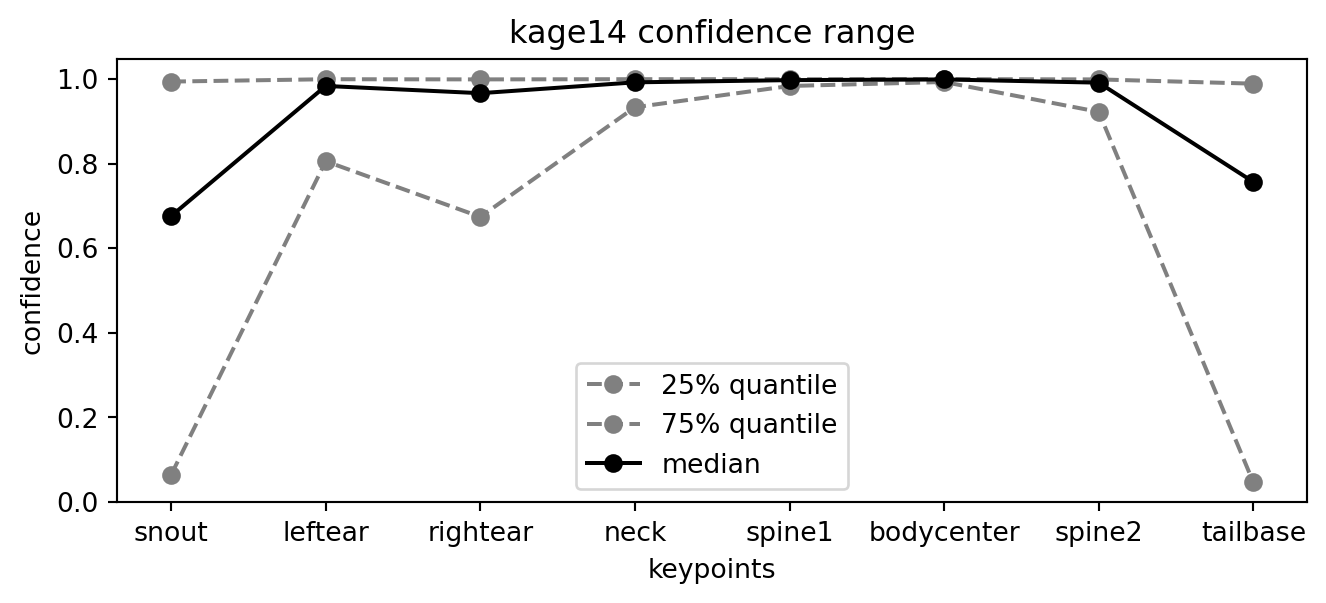 kage14 confidence range
confidence
1.0
0.8
0.6
0.4
0.2
0.0
25% quantile
75% quantile
median
snout leftear rightear neck spine1 bodycenter spine2 tailbase
keypoints